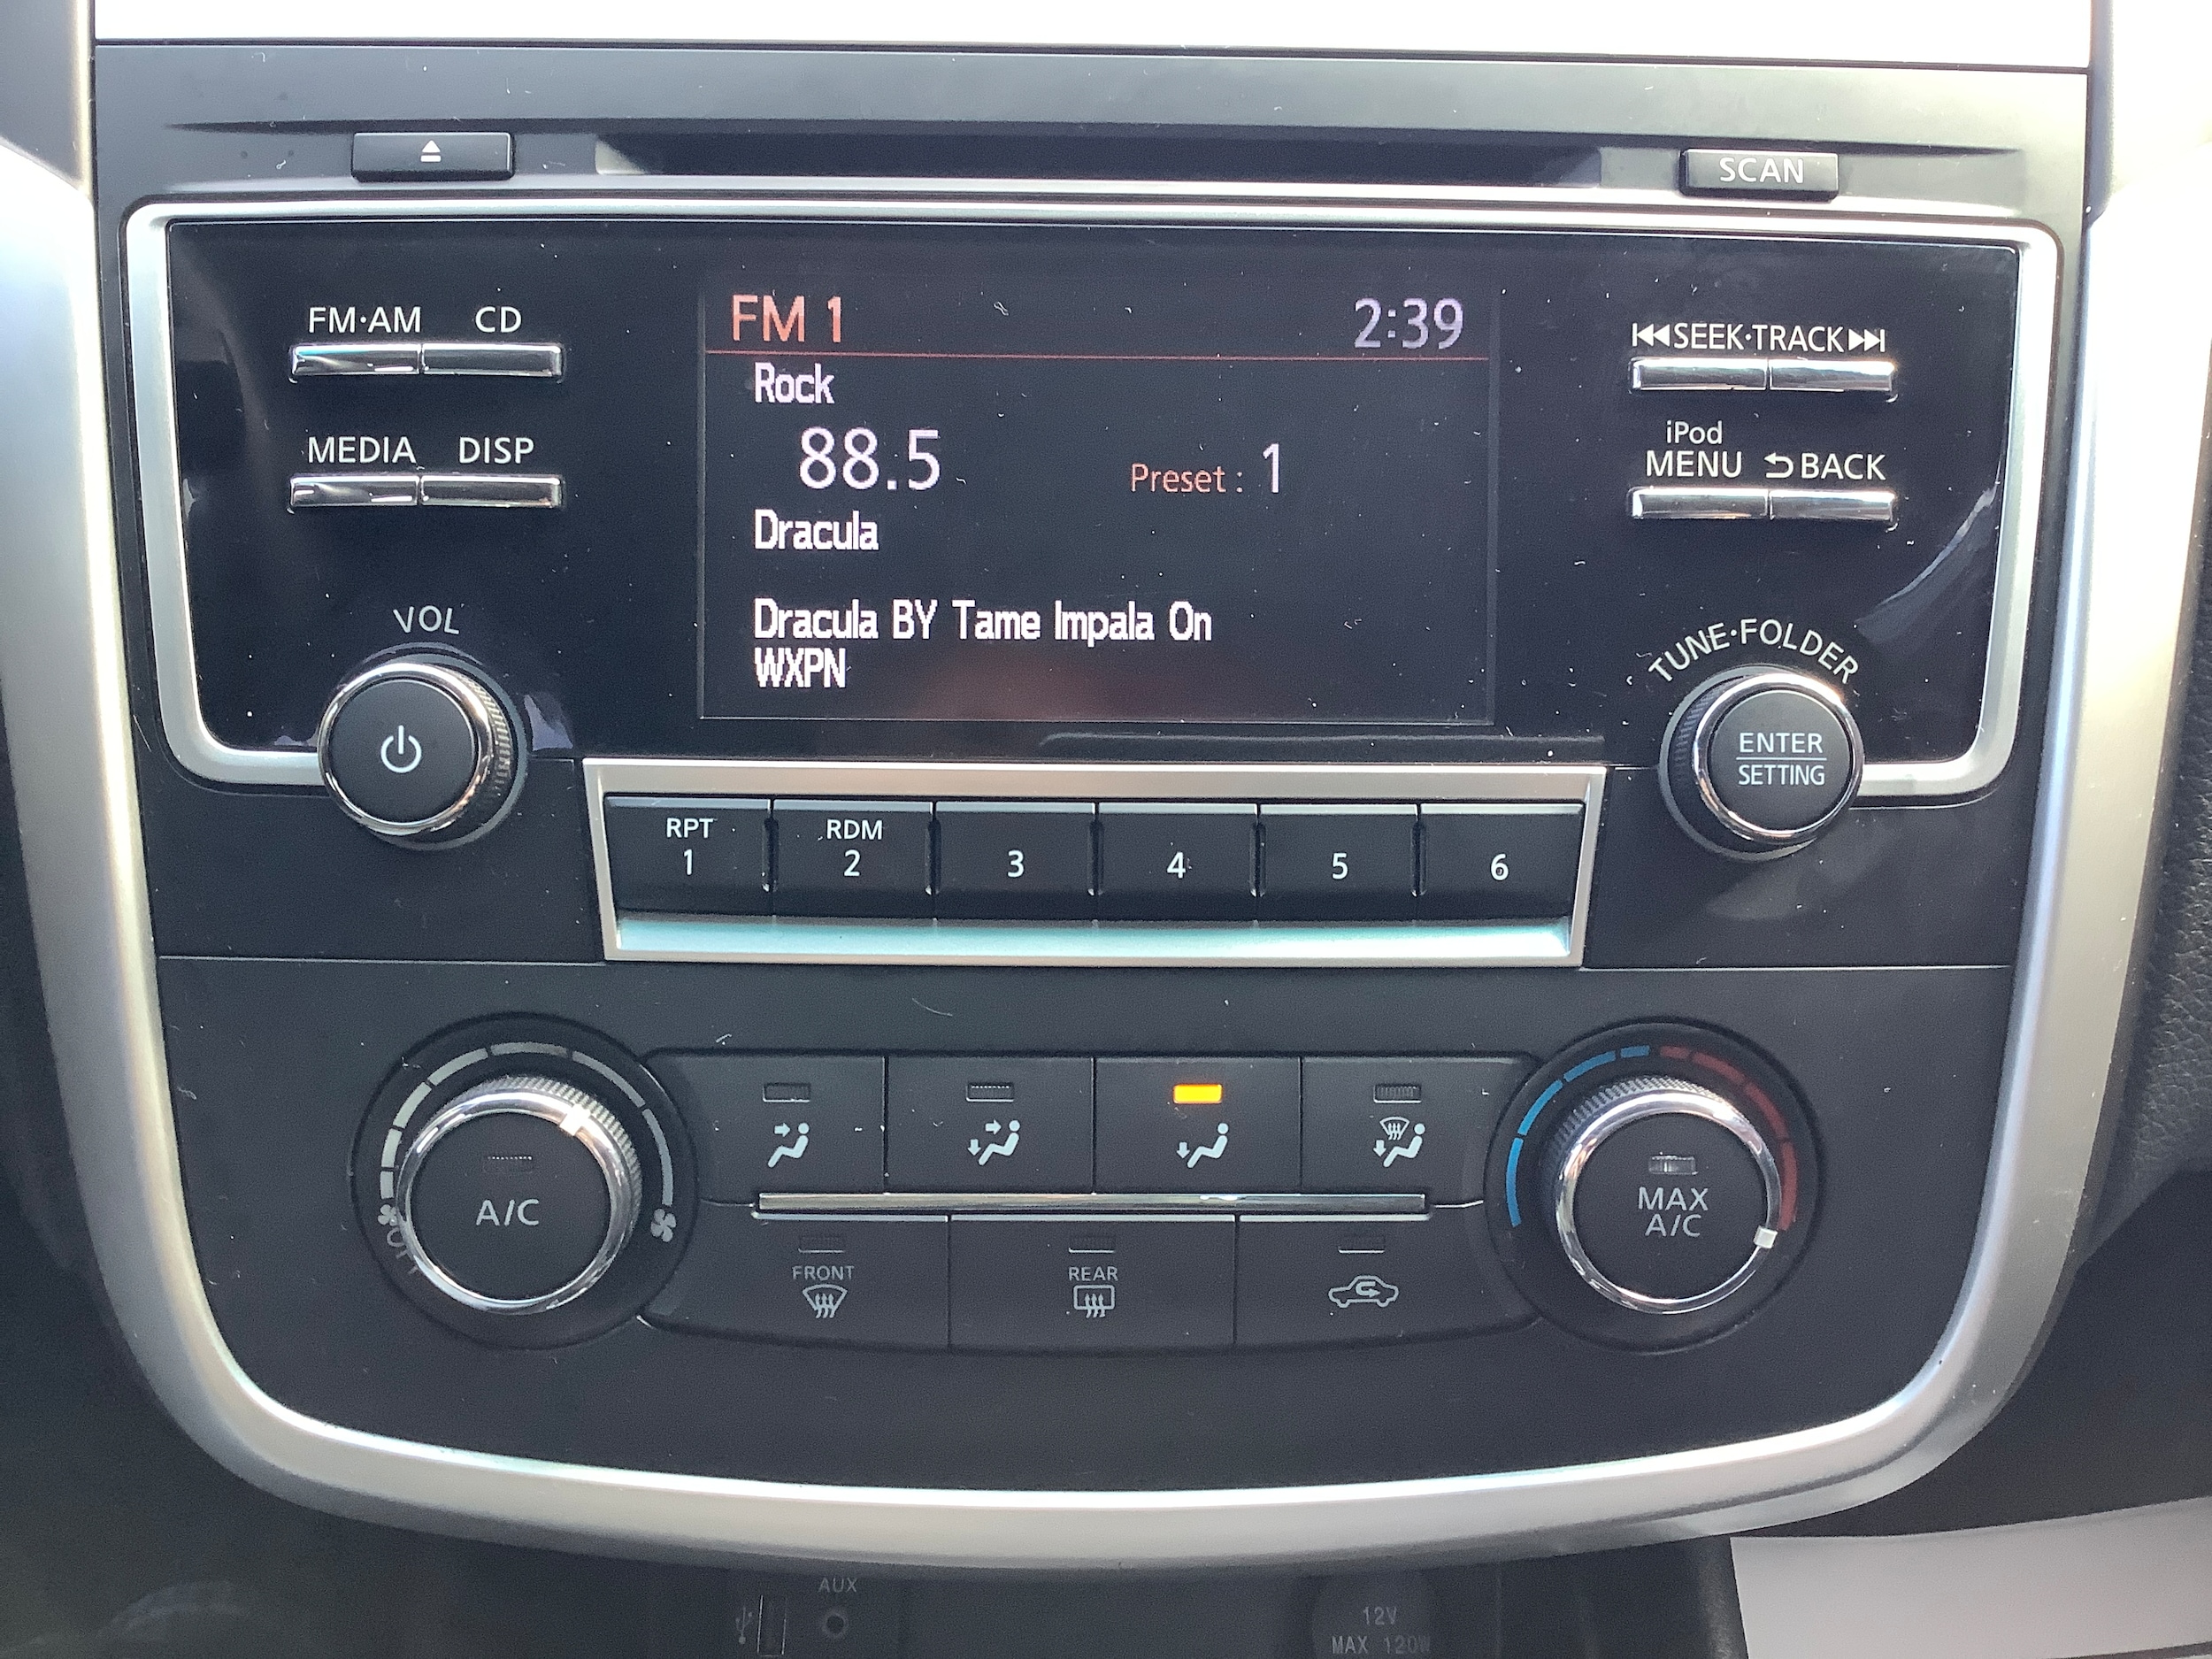 SCAN
FM·AM CD
FM 1 2:39
SEEK·TRACK
Rock
88.5 Preset : 1
iPod
MENU BACK
MEDIA DISP
Dracula
Dracula BY Tame Impala On
WXPN
VOL
TUNE·FOLDER
ENTER
SETTING
RPT RDM
1 2 3 4 5 6
A/C
OFF
MAX
A/C
FRONT REAR
AUX
12V
MAX 120W